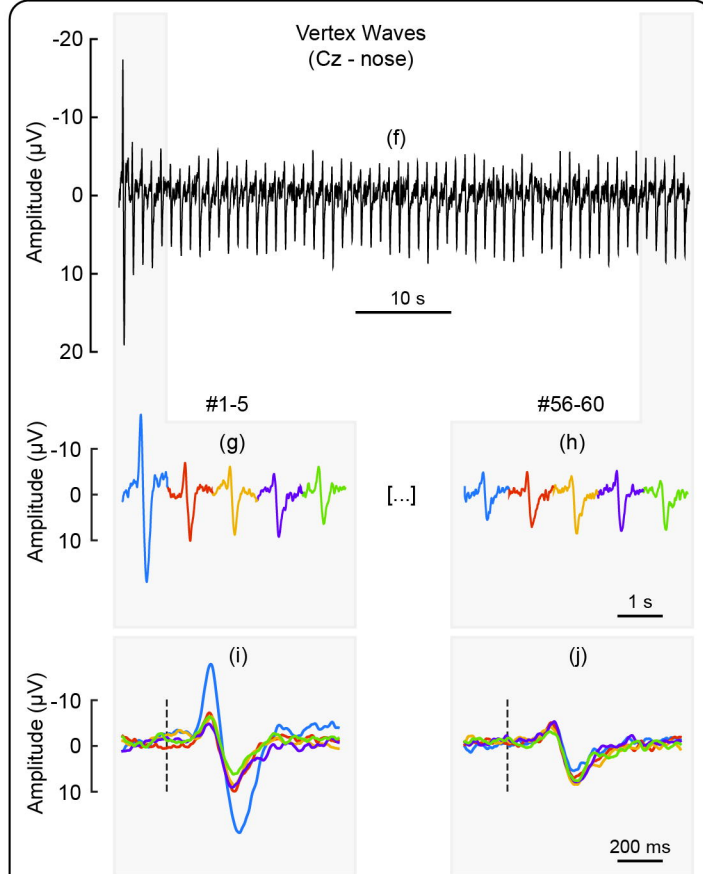 Vertex Waves
(Cz - nose)
-20
-10
0
10
20
Amplitude (µV)
(f)
10 s
#1-5
#56-60
(g)
(h)
-10
0
10
Amplitude (µV)
[...]
1 s
(i)
(j)
-10
0
10
Amplitude (µV)
200 ms